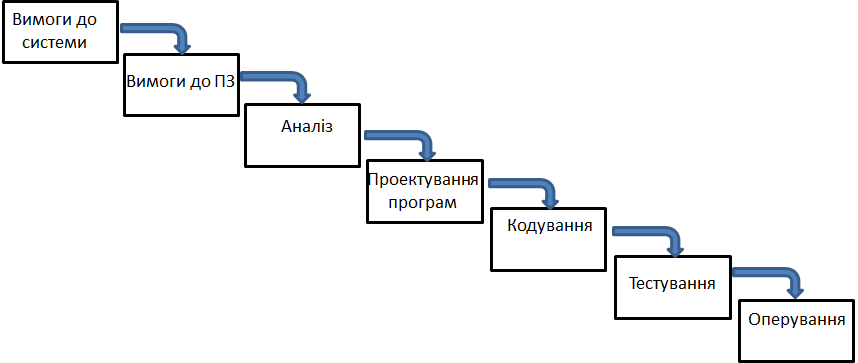 Вимоги до
системи
Вимоги до ПЗ
Аналіз
Проектування
програм
Кодування
Тестування
Оперування